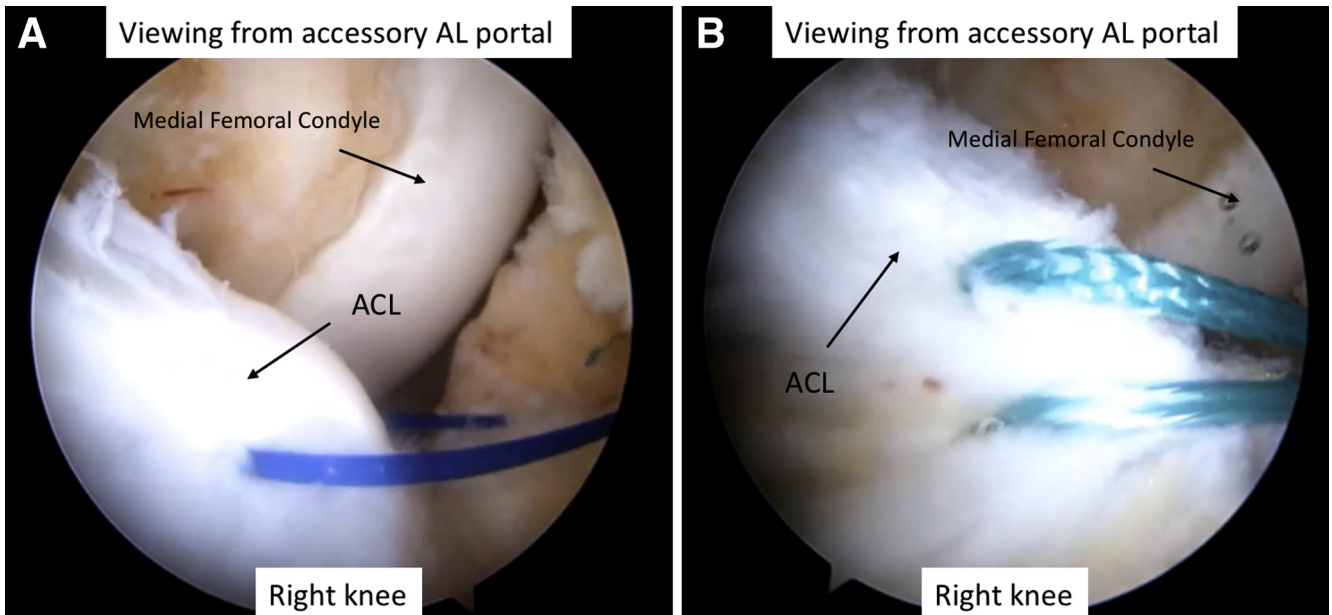 A
Viewing from accessory AL portal
Medial Femoral Condyle
ACL
Right knee
B
Viewing from accessory AL portal
Medial Femoral Condyle
ACL
Right knee